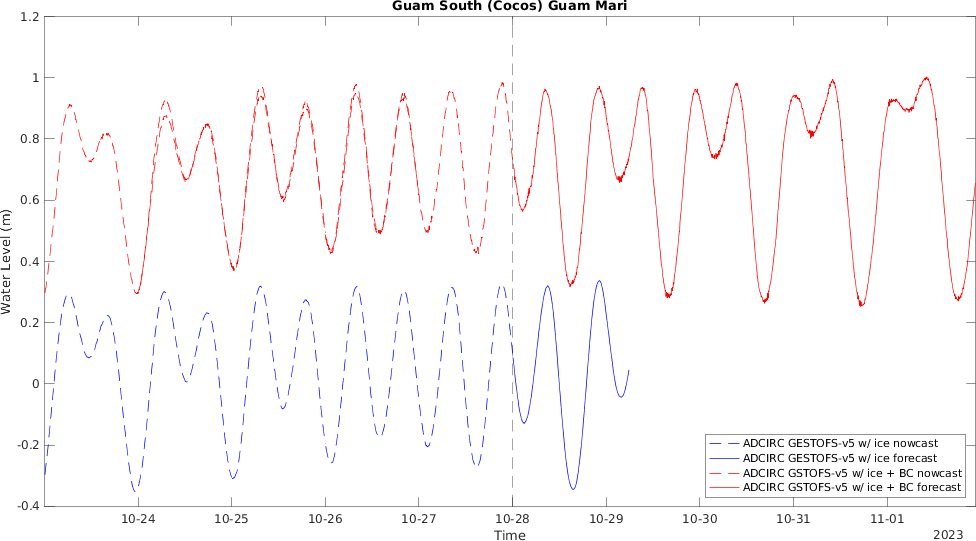 Guam South (Cocos) Guam Mari
1.2
1
0.8
0.6
0.4
0.2
0
-0.2
-0.4
Water Level (m)
10-24 10-25 10-26 10-27 10-28 10-29 10-30 10-31 11-01
Time
2023
ADCIRC GESTOFS-v5 w/ ice nowcast
ADCIRC GESTOFS-v5 w/ ice forecast
ADCIRC GSTOFS-v5 w/ ice + BC nowcast
ADCIRC GSTOFS-v5 w/ ice + BC forecast